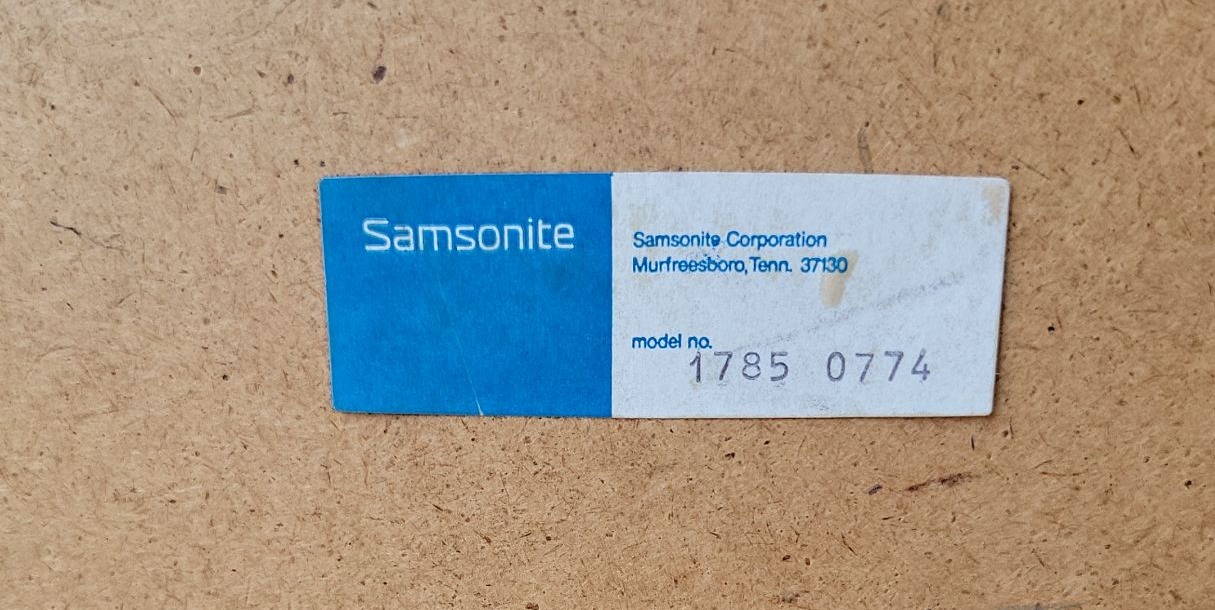 Samsonite
Samsonite Corporation
Murfreesboro, Tenn. 37130
model no.
1785 0774